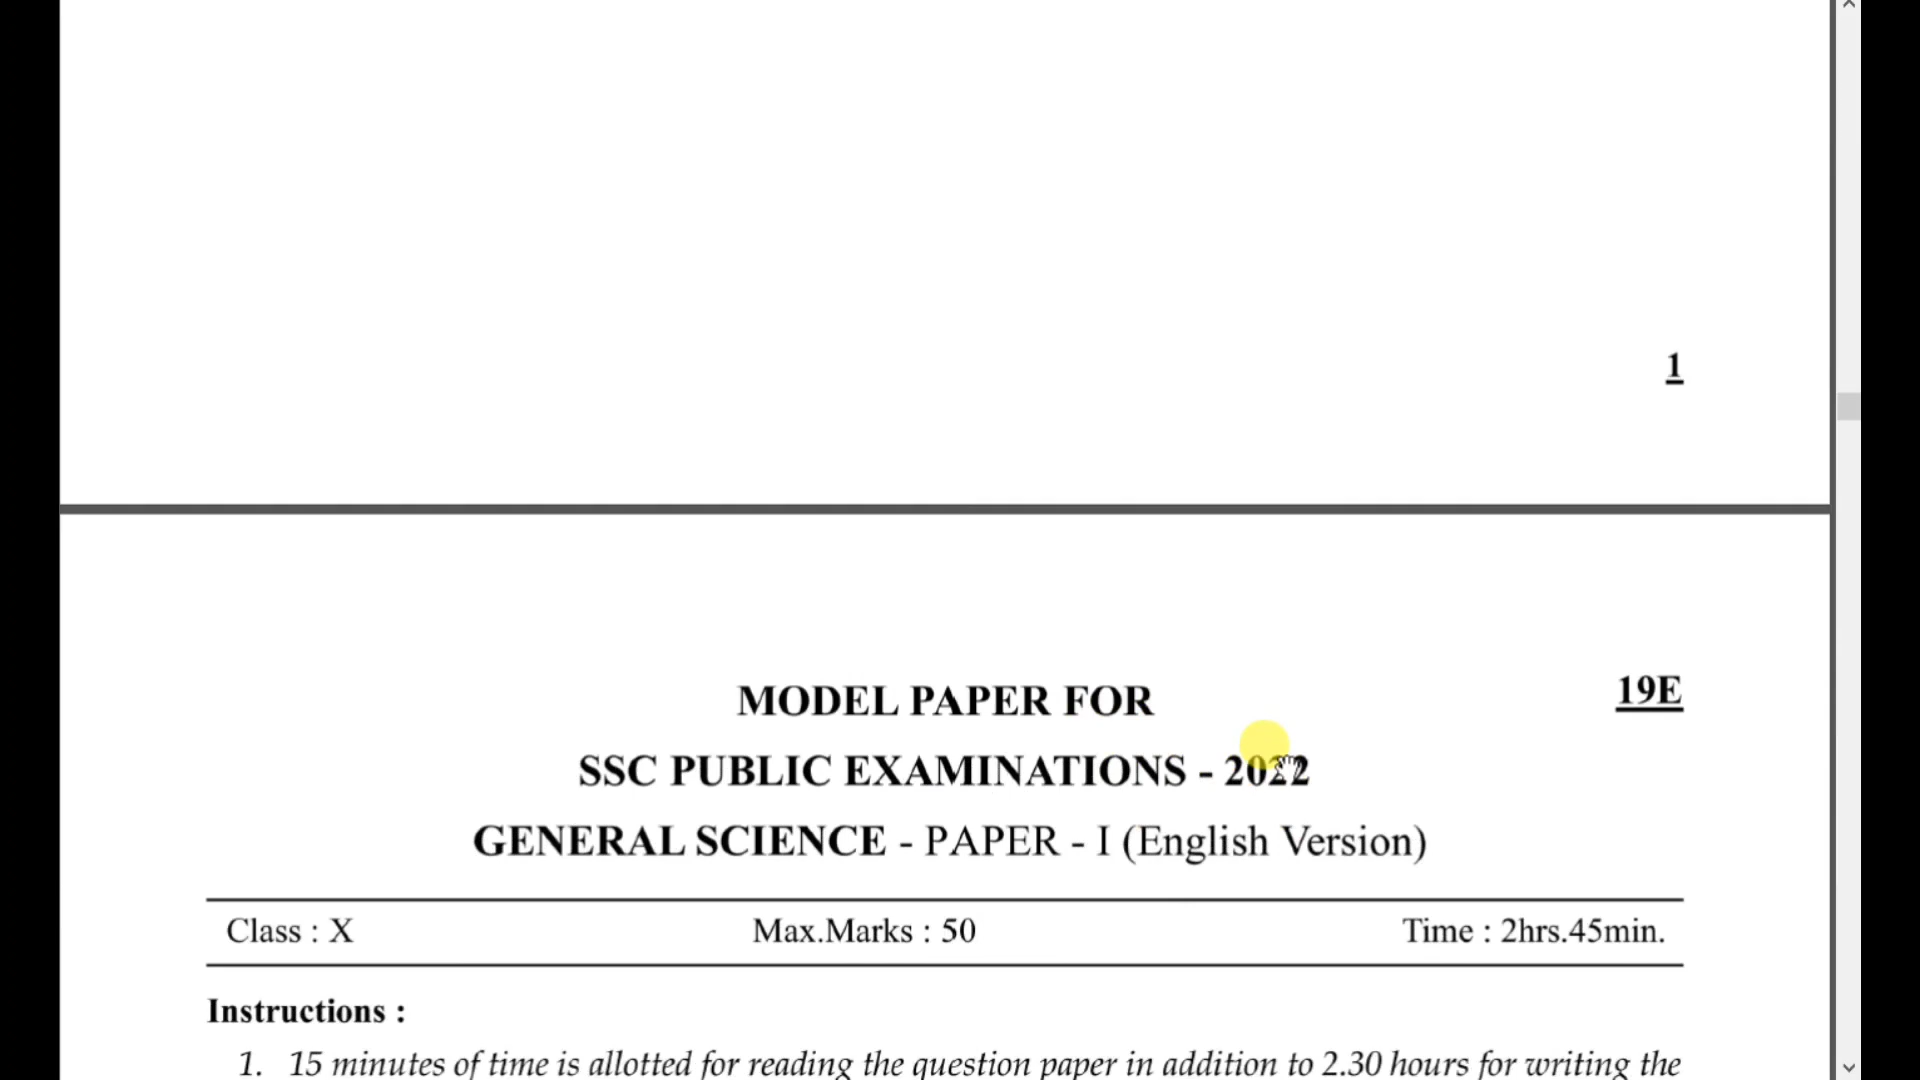 1
19E
MODEL PAPER FOR
SSC PUBLIC EXAMINATIONS - 2022
GENERAL SCIENCE - PAPER - I (English Version)
Class : X Max.Marks : 50 Time : 2hrs.45min.
Instructions :
1. 15 minutes of time is allotted for reading the question paper in addition to 2.30 hours for writing the